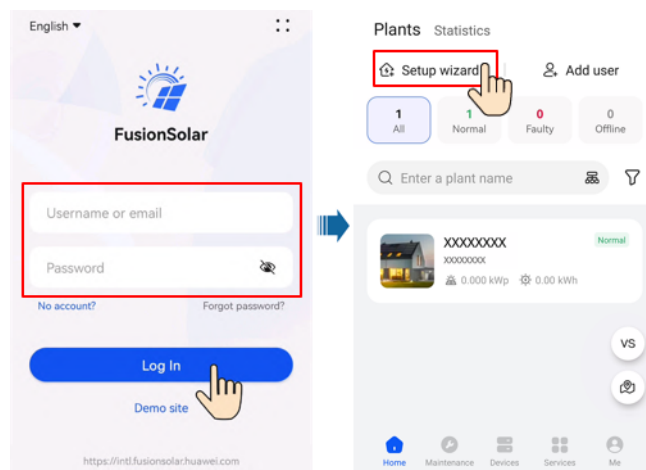 English
FusionSolar
Username or email
Password
No account? Forgot password?
Log In
Demo site
https://intl.fusionsolar.huawei.com
Plants Statistics
Setup wizard Add user
1 1 0 0
All Normal Faulty Offline
Enter a plant name
XXXXXXXX Normal
XXXXXXXX
0.000 kWp 0.00 kWh
VS
Home Maintenance Devices Services Me